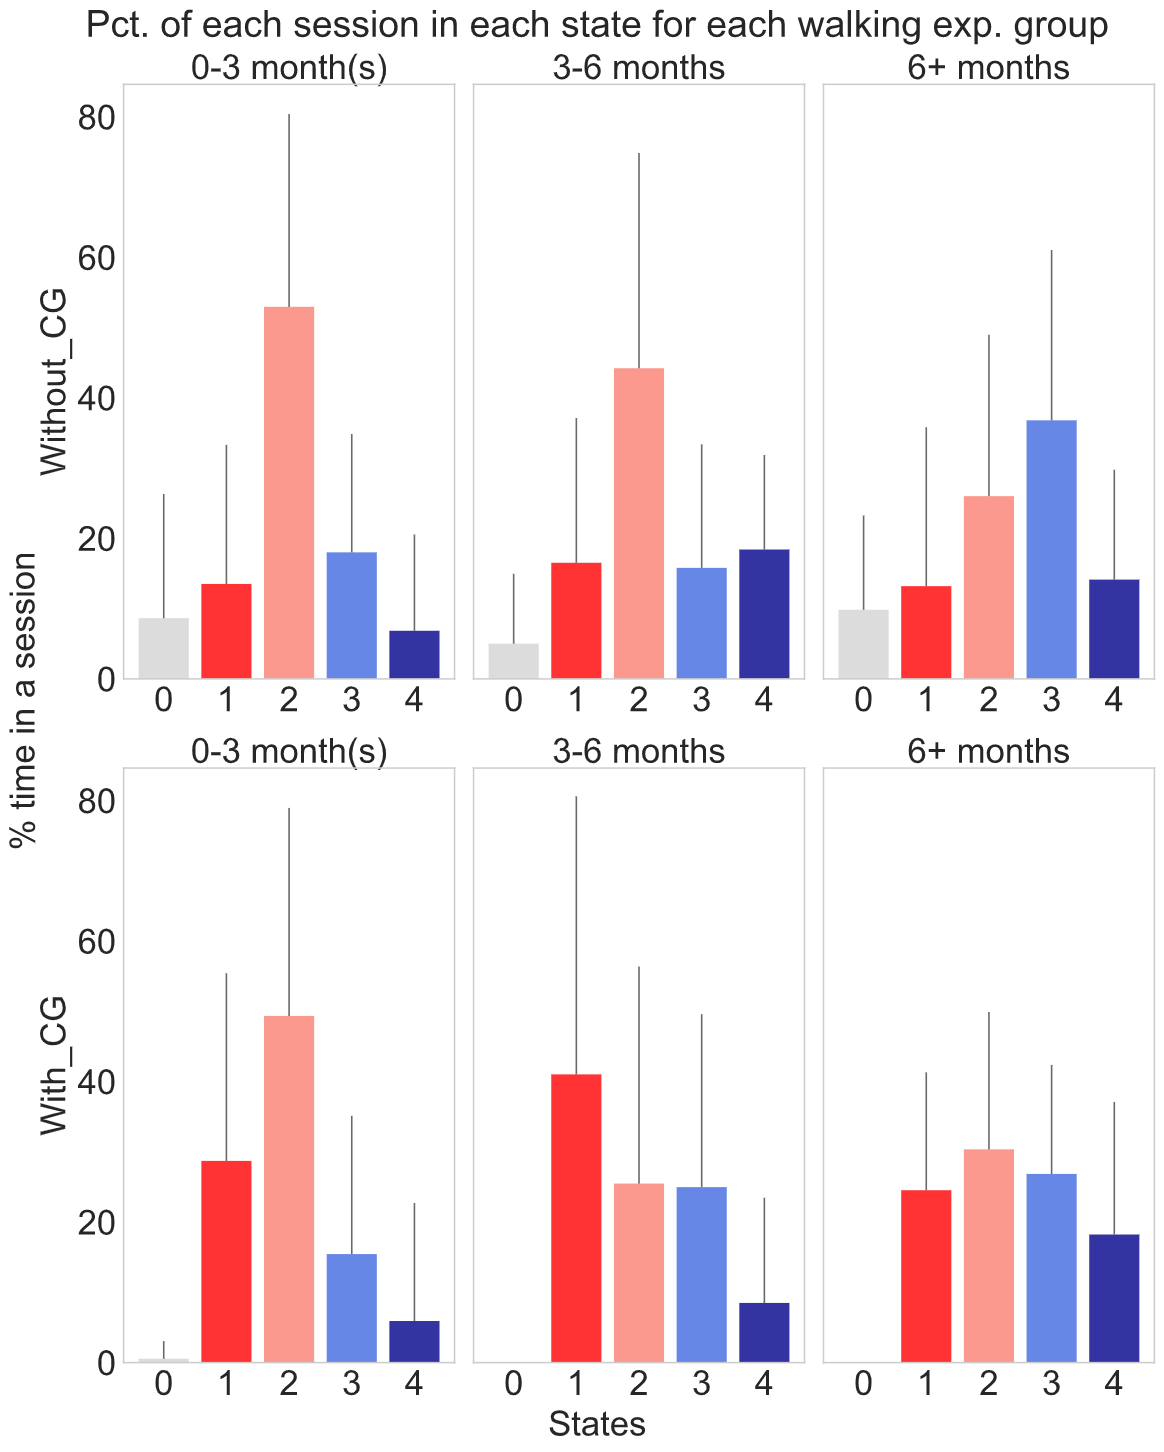 Pct. of each session in each state for each walking exp. group
0-3 month(s) 3-6 months 6+ months
80
60
40
20
0
Without_CG
0 1 2 3 4 0 1 2 3 4 0 1 2 3 4
% time in a session
0-3 month(s) 3-6 months 6+ months
80
60
40
20
0
With_CG
0 1 2 3 4 0 1 2 3 4 0 1 2 3 4
States